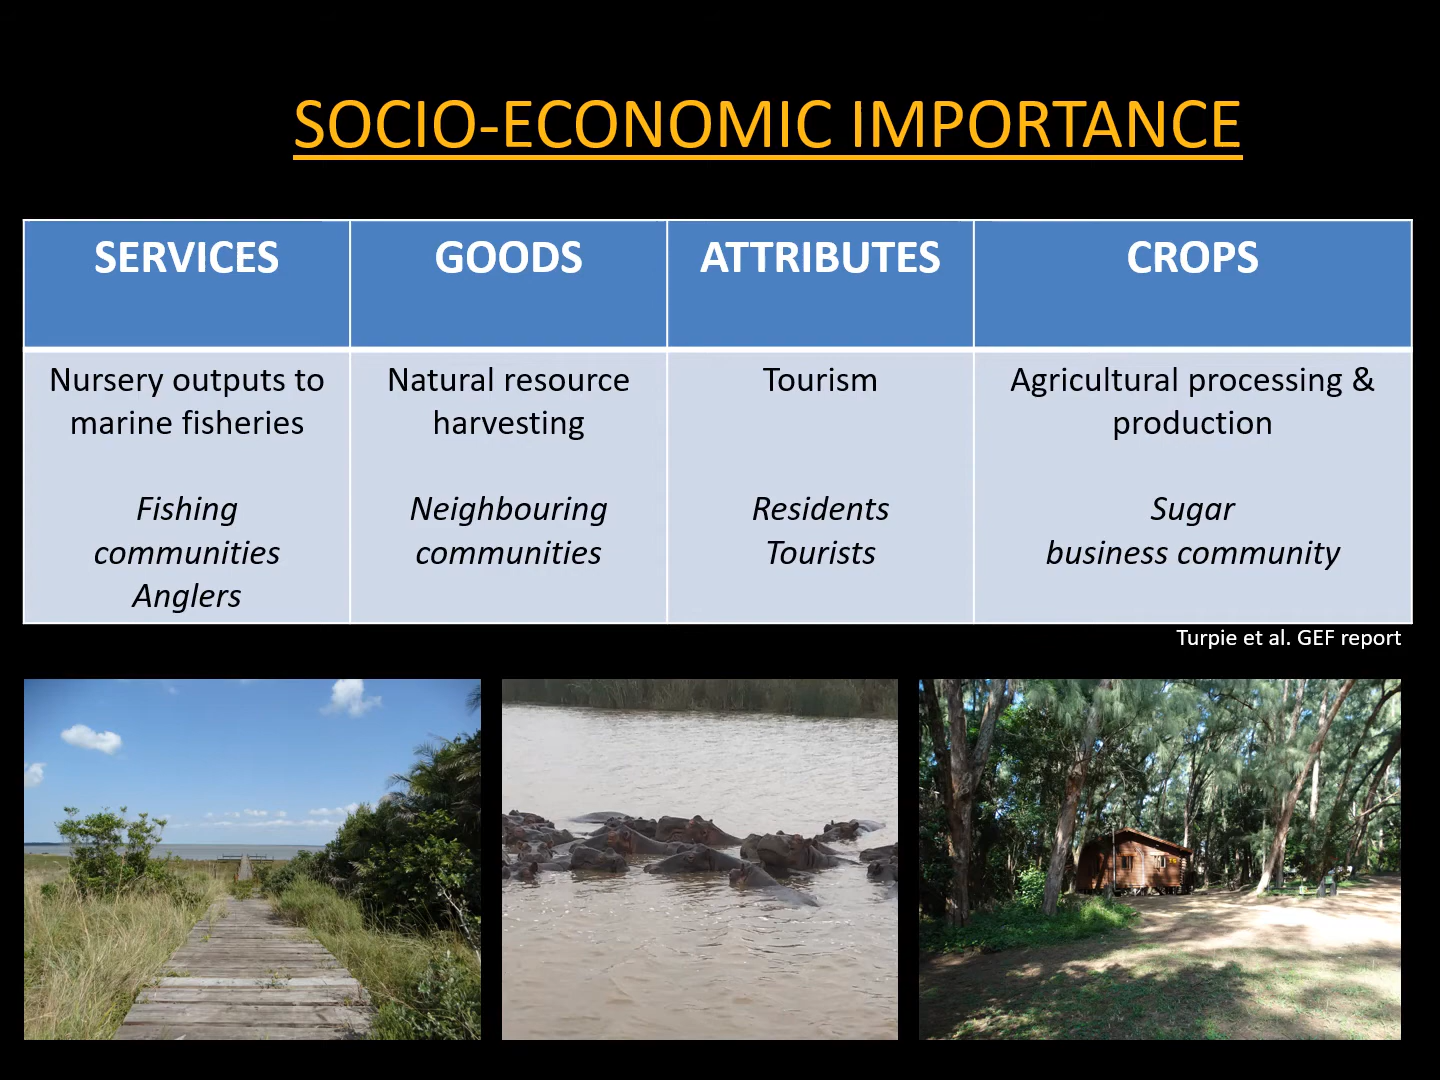 SOCIO-ECONOMIC IMPORTANCE
SERVICES
GOODS
ATTRIBUTES
CROPS
Nursery outputs to
marine fisheries
Fishing
communities
Anglers
Natural resource
harvesting
Neighbouring
communities
Tourism
Residents
Tourists
Agricultural processing &
production
Sugar
business community
Turpie et al. GEF report